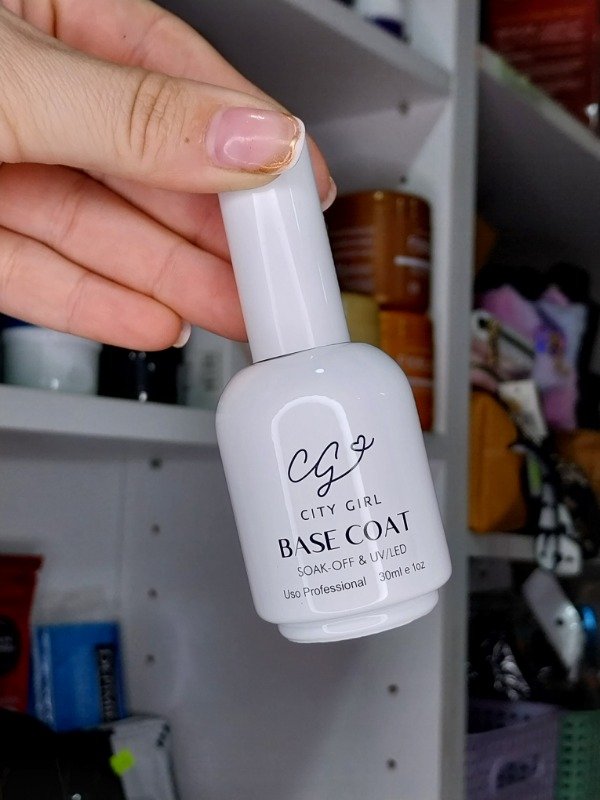 CG
CITY GIRL
BASE COAT
SOAK-OFF & UV/LED
Uso Professional 30ml e 1oz